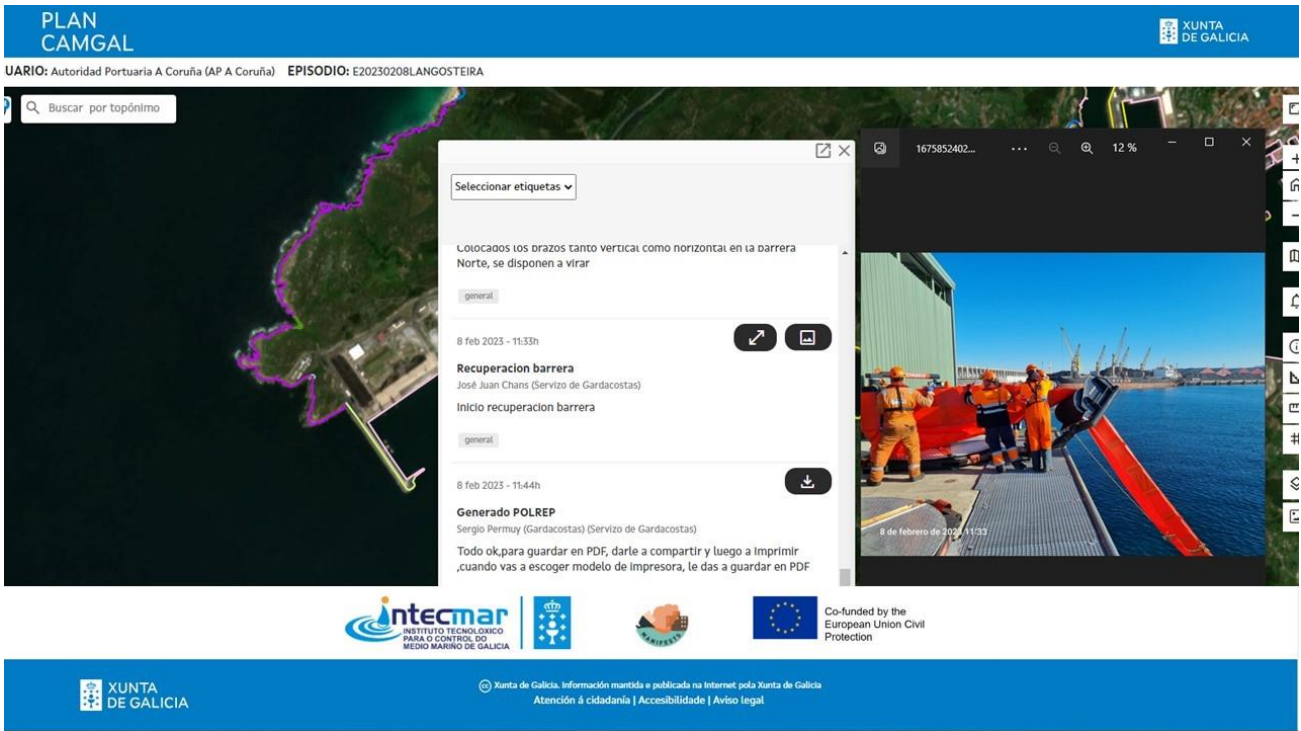 PLAN
CAMGAL
XUNTA
DE GALICIA
UARIO: Autoridad Portuaria A Coruña (AP A Coruña) EPISODIO: E20230208LANGOSTEIRA
Buscar por topónimo
1675852402... ... 12 %
Seleccionar etiquetas
Colocados los brazos tanto vertical como horizontal en la barrera
Norte, se disponen a virar
general
8 feb 2023 - 11:33h
Recuperacion barrera
José Juan Chans (Servizo de Gardacostas)
Inicio recuperacion barrera
general
8 feb 2023 - 11:44h
Generado POLREP
Sergio Permuy (Gardacostas) (Servizo de Gardacostas)
Todo ok,para guardar en PDF, darle a compartir y luego a imprimir
,cuando vas a escoger modelo de impresora, le das a guardar en PDF
8 de febrero de 2023 11:33
intecmar
INSTITUTO TECNOLOXICO
PARA O CONTROL DO
MEDIO MARIÑO DE GALICIA
MANIFESTS
Co-funded by the
European Union Civil
Protection
XUNTA
DE GALICIA
(cc) Xunta de Galicia. Información mantida e publicada na Internet pola Xunta de Galicia
Atención á cidadanía | Accesibilidade | Aviso legal